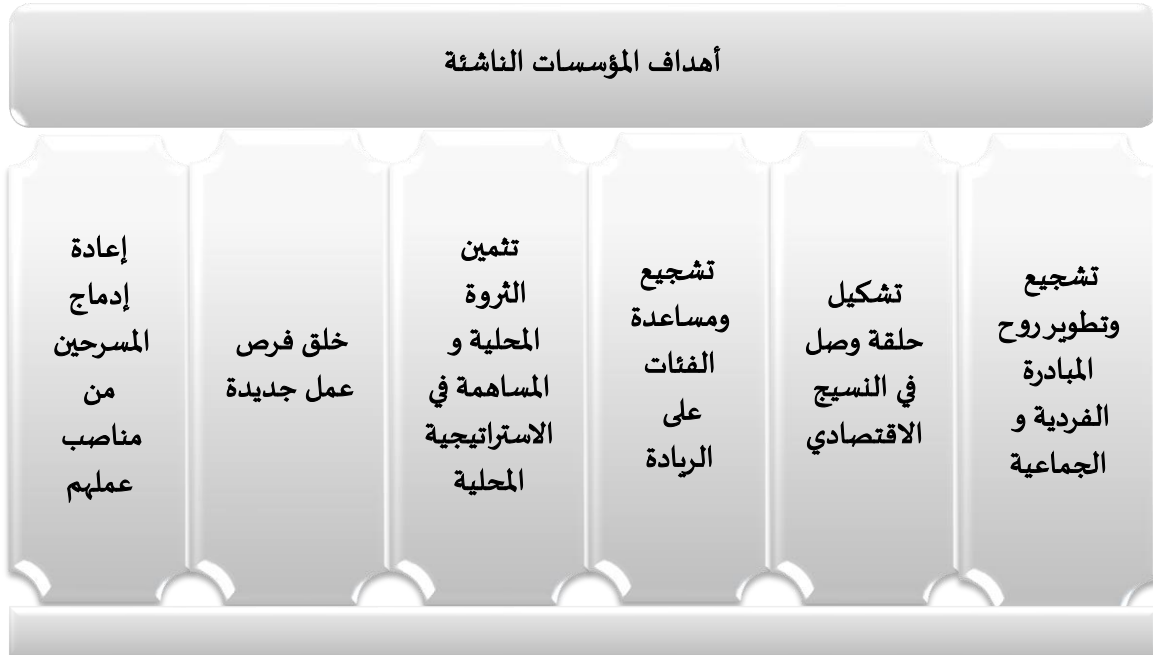 أهداف المؤسسات الناشئة
تشجيع
وتطوير روح
المبادرة
الفردية و
الجماعية
تشكيل
حلقة وصل
في النسيج
الاقتصادي
تشجيع
ومساعدة
الفئات
على
الريادة
تثمين
الثروة
المحلية و
المساهمة في
الاستراتيجية
المحلية
خلق فرص
عمل جديدة
إعادة
إدماج
المسرحين
من
مناصب
عملهم